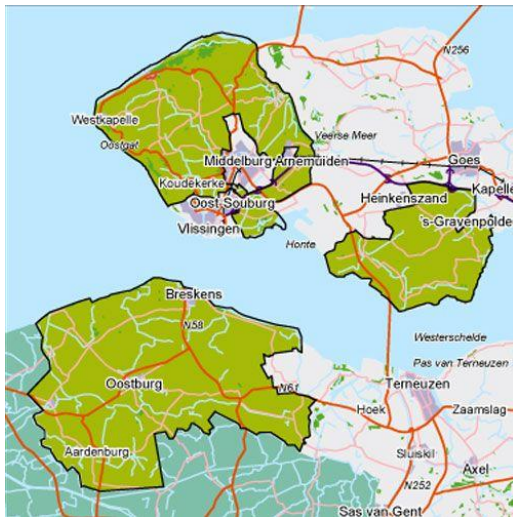 N256
Westkapelle
Oostgat
Veerse Meer
Middelburg
Arnemuiden
Goes
Koudekerke
Kapelle
Oost Souburg
Heinkenszand
's-Gravenpolder
Vlissingen
Honte
Breskens
N58
Westerschelde
Pas van Terneuzen
Oostburg
N61
Terneuzen
Hoek
Zaamslag
Aardenburg
Sluiskil
Axel
N252
Sas van Gent